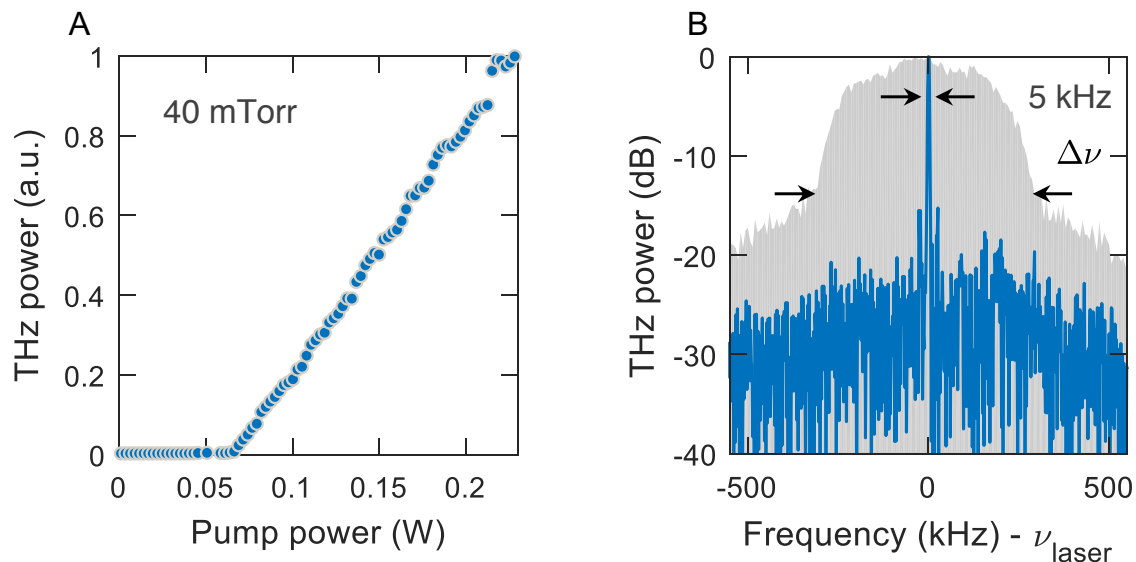 A
B
40 mTorr
1
0.8
0.6
0.4
0.2
0
THz power (a.u.)
0
0.05
0.1
0.15
0.2
Pump power (W)
5 kHz
Δν
0
-10
-20
-30
-40
THz power (dB)
-500
0
500
Frequency (kHz) - ν_laser